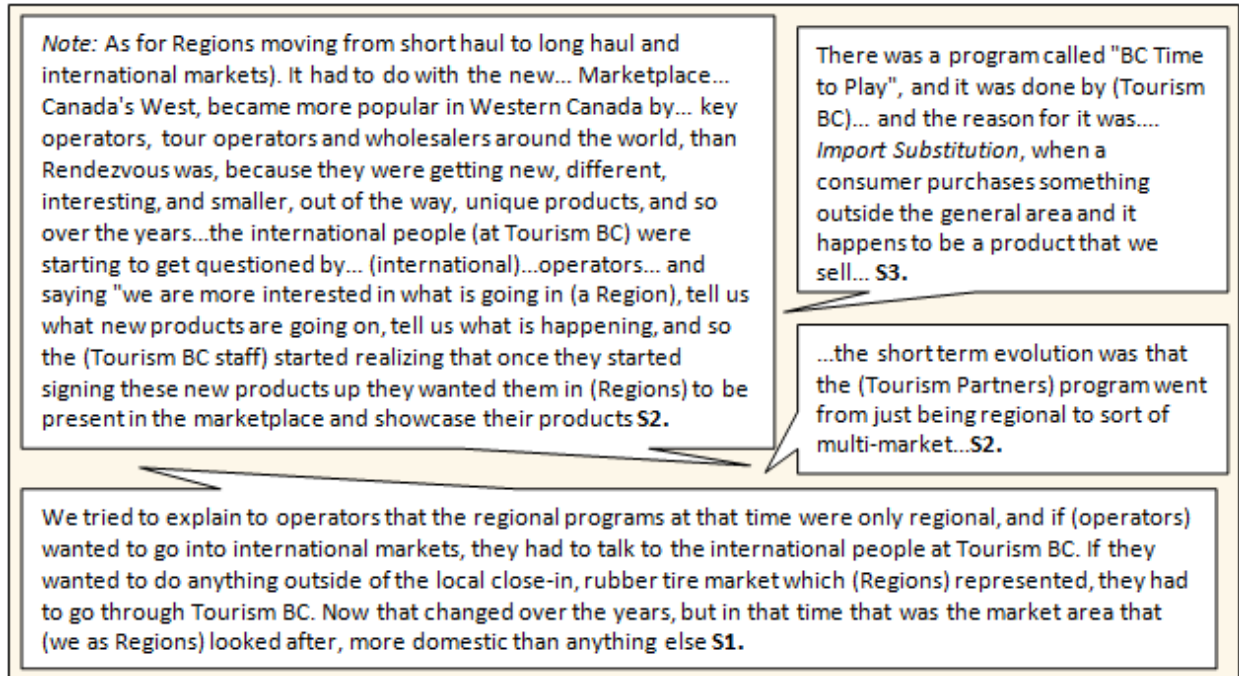 Note: As for Regions moving from short haul to long haul and
international markets). It had to do with the new... Marketplace...
Canada's West, became more popular in Western Canada by... key
operators, tour operators and wholesalers around the world, than
Rendezvous was, because they were getting new, different,
interesting, and smaller, out of the way, unique products, and so
over the years...the international people (at Tourism BC) were
starting to get questioned by... (international)...operators... and
saying "we are more interested in what is going in (a Region), tell us
what new products are going on, tell us what is happening, and so
the (Tourism BC staff) started realizing that once they started
signing these new products up they wanted them in (Regions) to be
present in the marketplace and showcase their products S2.
There was a program called "BC Time
to Play", and it was done by (Tourism
BC)... and the reason for it was....
Import Substitution, when a
consumer purchases something
outside the general area and it
happens to be a product that we
sell... S3.
...the short term evolution was that
the (Tourism Partners) program went
from just being regional to sort of
multi-market...S2.
We tried to explain to operators that the regional programs at that time were only regional, and if (operators)
wanted to go into international markets, they had to talk to the international people at Tourism BC. If they
wanted to do anything outside of the local close-in, rubber tire market which (Regions) represented, they had
to go through Tourism BC. Now that changed over the years, but in that time that was the market area that
(we as Regions) looked after, more domestic than anything else S1.